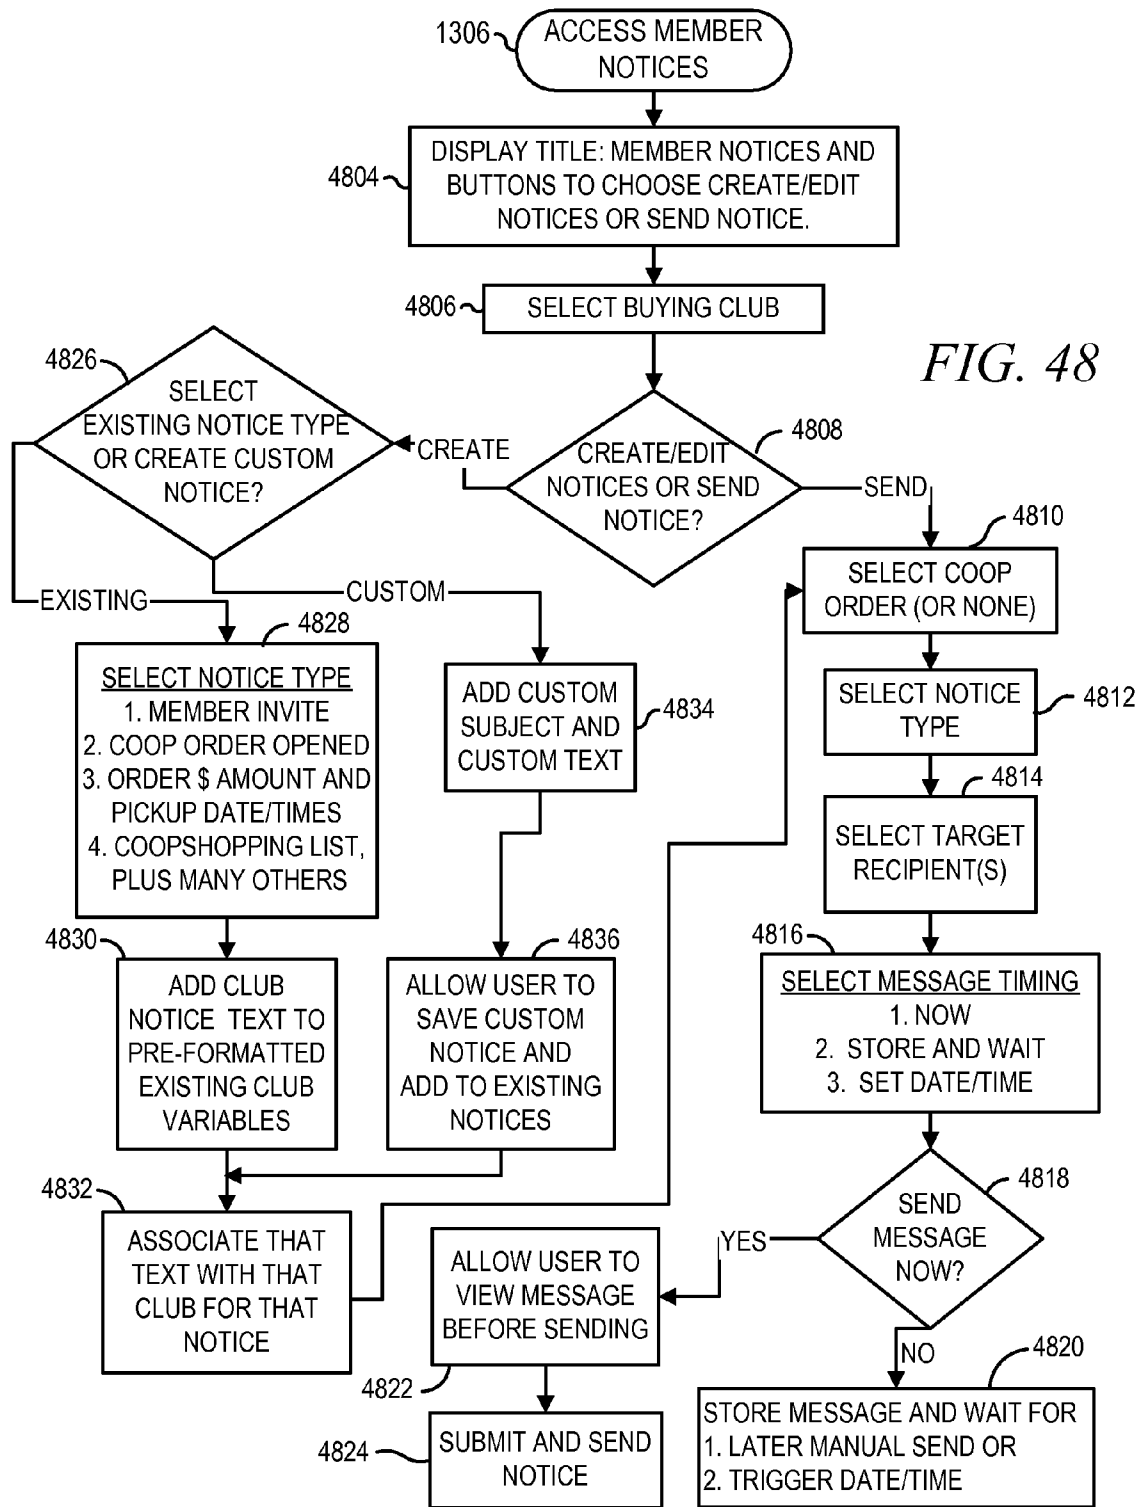 1306
ACCESS MEMBER
NOTICES
4804
DISPLAY TITLE: MEMBER NOTICES AND
BUTTONS TO CHOOSE CREATE/EDIT
NOTICES OR SEND NOTICE.
4806
SELECT BUYING CLUB
FIG. 48
4826
SELECT
EXISTING NOTICE TYPE
OR CREATE CUSTOM
NOTICE?
CREATE
4808
CREATE/EDIT
NOTICES OR SEND
NOTICE?
SEND
4810
SELECT COOP
ORDER (OR NONE)
EXISTING
CUSTOM
4828
SELECT NOTICE TYPE
1. MEMBER INVITE
2. COOP ORDER OPENED
3. ORDER $ AMOUNT AND
PICKUP DATE/TIMES
4. COOPSHOPPING LIST,
PLUS MANY OTHERS
ADD CUSTOM
SUBJECT AND
CUSTOM TEXT
4834
SELECT NOTICE
TYPE
4812
4814
SELECT TARGET
RECIPIENT(S)
4830
ADD CLUB
NOTICE TEXT TO
PRE-FORMATTED
EXISTING CLUB
VARIABLES
4836
ALLOW USER TO
SAVE CUSTOM
NOTICE AND
ADD TO EXISTING
NOTICES
4816
SELECT MESSAGE TIMING
1. NOW
2. STORE AND WAIT
3. SET DATE/TIME
4832
ASSOCIATE THAT
TEXT WITH THAT
CLUB FOR THAT
NOTICE
4818
SEND
MESSAGE
NOW?
YES
ALLOW USER TO
VIEW MESSAGE
BEFORE SENDING
4822
NO
4820
STORE MESSAGE AND WAIT FOR
1. LATER MANUAL SEND OR
2. TRIGGER DATE/TIME
4824
SUBMIT AND SEND
NOTICE